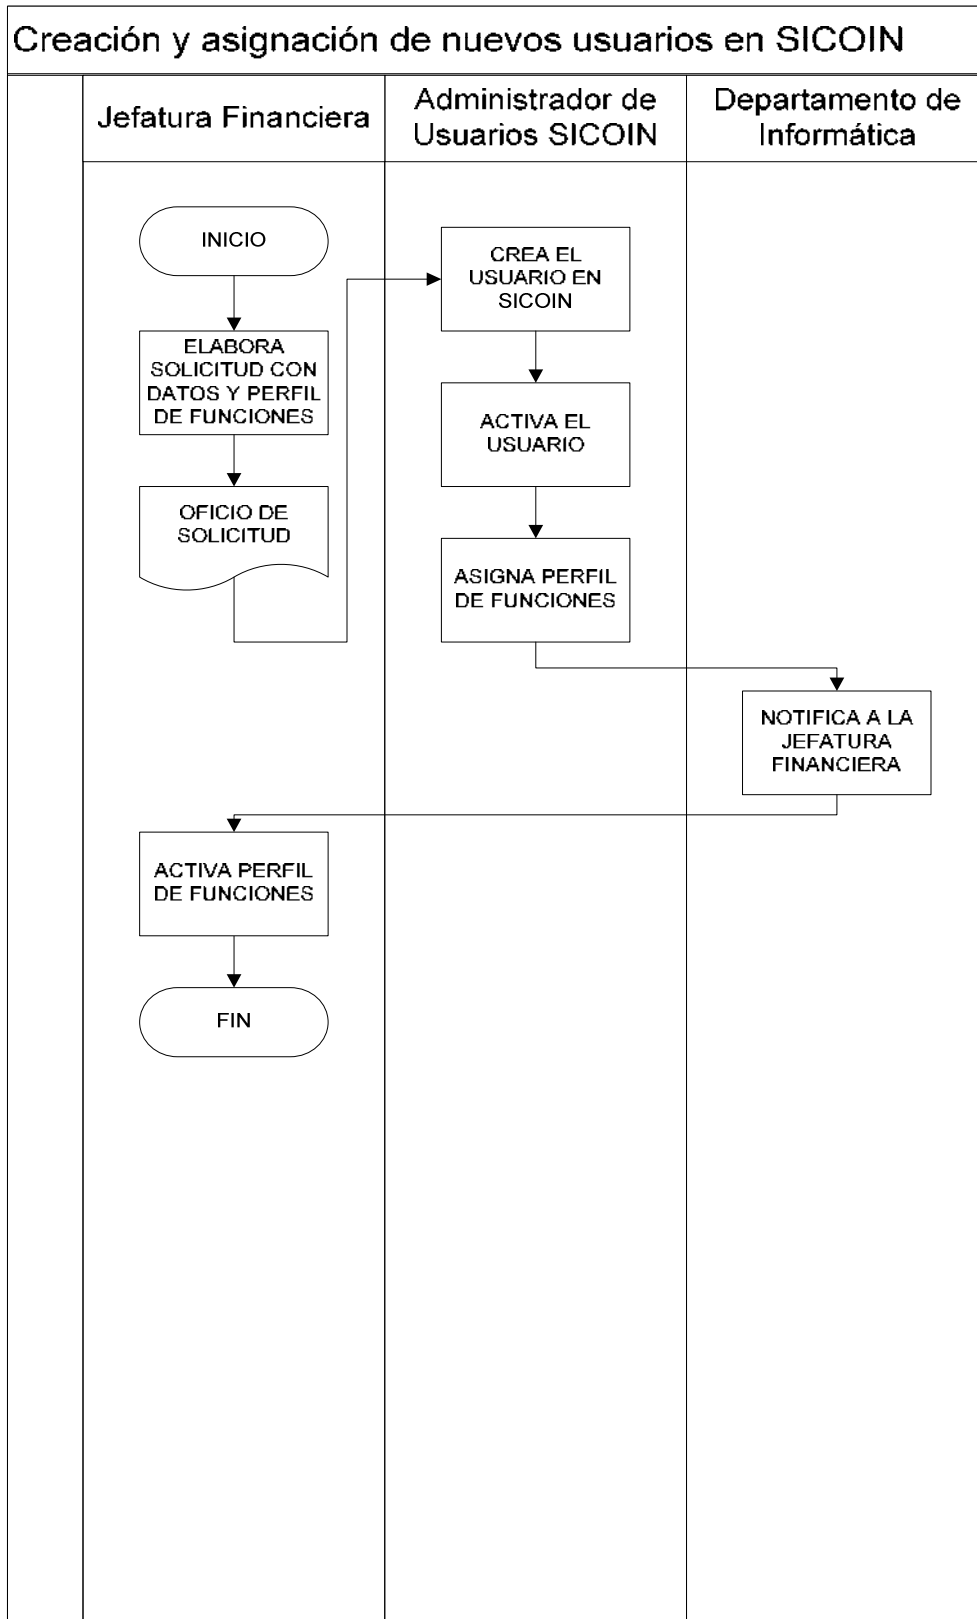 Creación y asignación de nuevos usuarios en SICOIN
Jefatura Financiera
Administrador de
Usuarios SICOIN
Departamento de
Informática
INICIO
ELABORA
SOLICITUD CON
DATOS Y PERFIL
DE FUNCIONES
OFICIO DE
SOLICITUD
CREA EL
USUARIO EN
SICOIN
ACTIVA EL
USUARIO
ASIGNA PERFIL
DE FUNCIONES
NOTIFICA A LA
JEFATURA
FINANCIERA
ACTIVA PERFIL
DE FUNCIONES
FIN